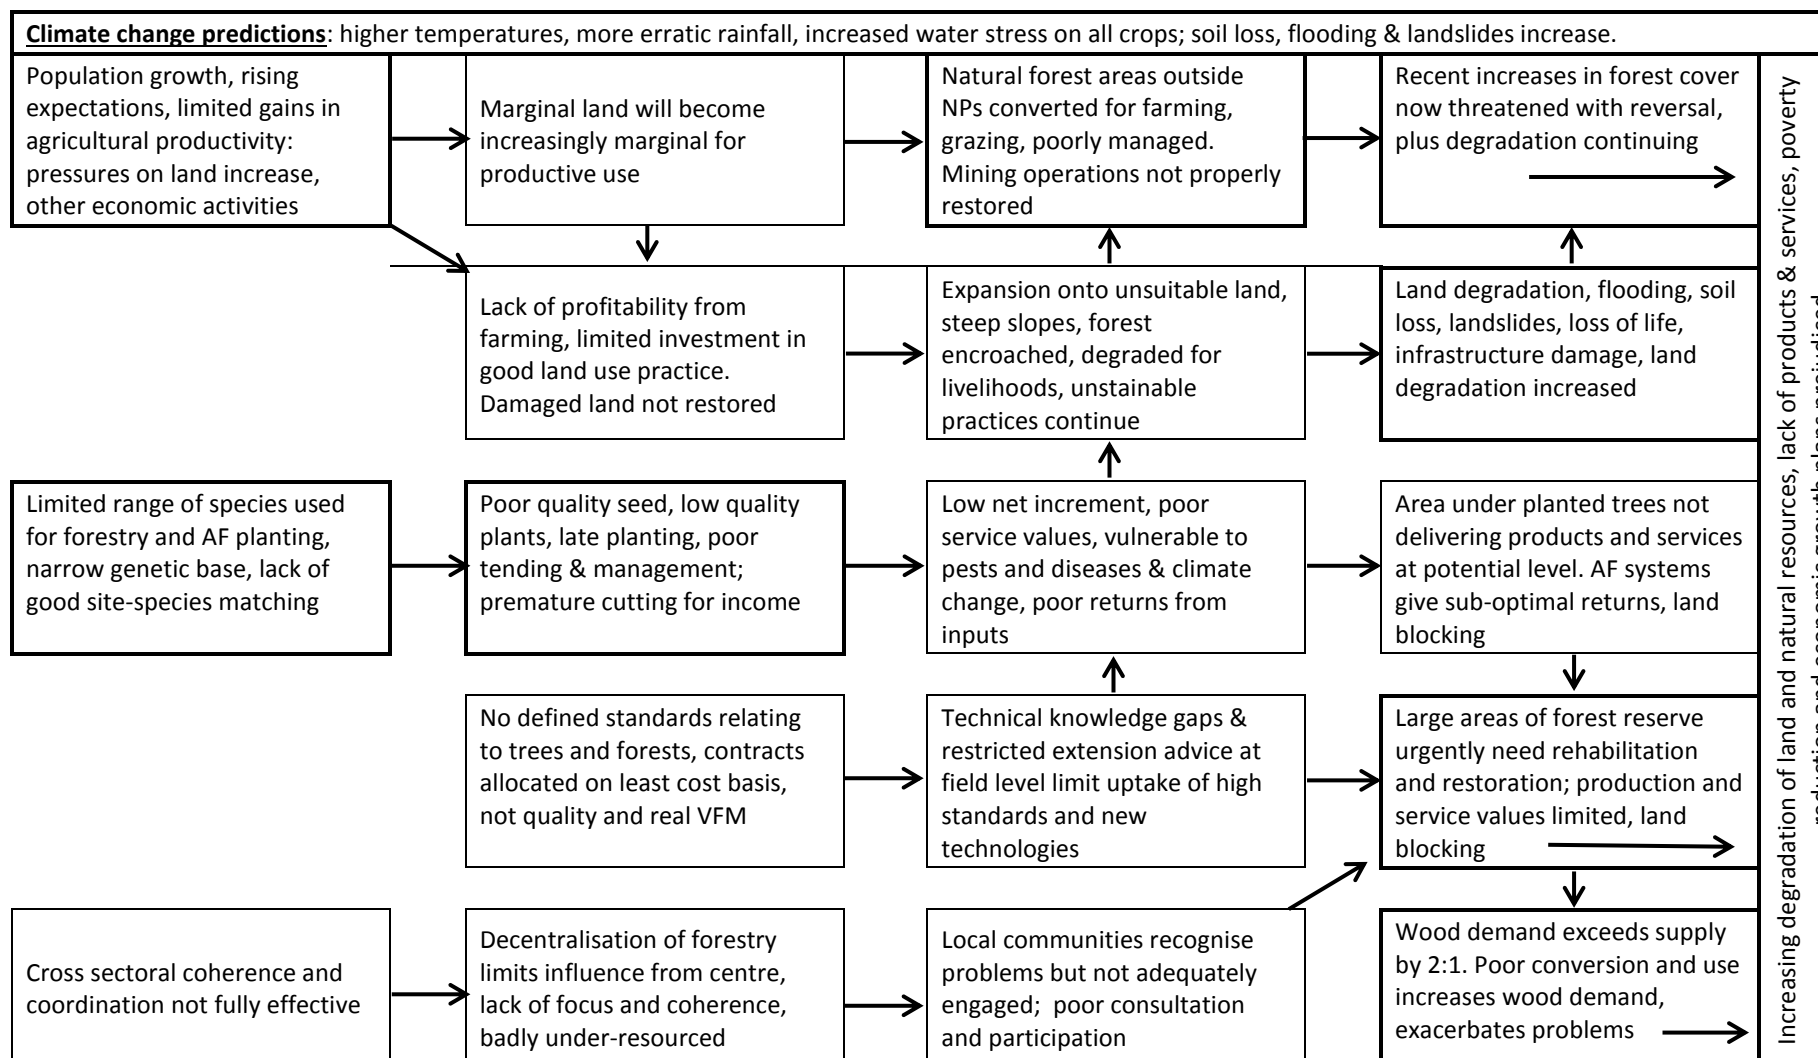 Climate change predictions: higher temperatures, more erratic rainfall, increased water stress on all crops; soil loss, flooding & landslides increase.
Population growth, rising
expectations, limited gains in
agricultural productivity:
pressures on land increase,
other economic activities
Marginal land will become
increasingly marginal for
productive use
Natural forest areas outside
NPs converted for farming,
grazing, poorly managed.
Mining operations not properly
restored
Recent increases in forest cover
now threatened with reversal,
plus degradation continuing
Lack of profitability from
farming, limited investment in
good land use practice.
Damaged land not restored
Expansion onto unsuitable land,
steep slopes, forest
encroached, degraded for
livelihoods, unstainable
practices continue
Land degradation, flooding, soil
loss, landslides, loss of life,
infrastructure damage, land
degradation increased
Limited range of species used
for forestry and AF planting,
narrow genetic base, lack of
good site-species matching
Poor quality seed, low quality
plants, late planting, poor
tending & management;
premature cutting for income
Low net increment, poor
service values, vulnerable to
pests and diseases & climate
change, poor returns from
inputs
Area under planted trees not
delivering products and services
at potential level. AF systems
give sub-optimal returns, land
blocking
No defined standards relating
to trees and forests, contracts
allocated on least cost basis,
not quality and real VFM
Technical knowledge gaps &
restricted extension advice at
field level limit uptake of high
standards and new
technologies
Large areas of forest reserve
urgently need rehabilitation
and restoration; production and
service values limited, land
blocking
Cross sectoral coherence and
coordination not fully effective
Decentralisation of forestry
limits influence from centre,
lack of focus and coherence,
badly under-resourced
Local communities recognise
problems but not adequately
engaged; poor consultation
and participation
Wood demand exceeds supply
by 2:1. Poor conversion and use
increases wood demand,
exacerbates problems
Increasing degradation of land and natural resources, lack of products & services, poverty